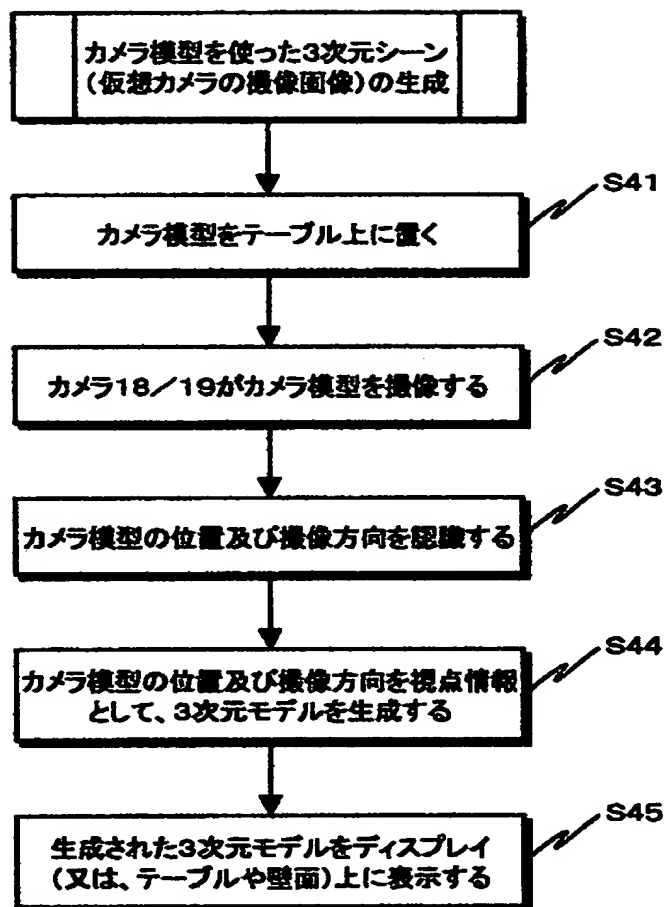 カメラ模型を使った3次元シーン
(仮想カメラの撮像画像)の生成
S41
カメラ模型をテーブル上に置く
S42
カメラ18/19がカメラ模型を撮像する
S43
カメラ模型の位置及び撮像方向を認識する
S44
カメラ模型の位置及び撮像方向を視点情報
として、3次元モデルを生成する
S45
生成された3次元モデルをディスプレイ
(又は、テーブルや壁面)上に表示する